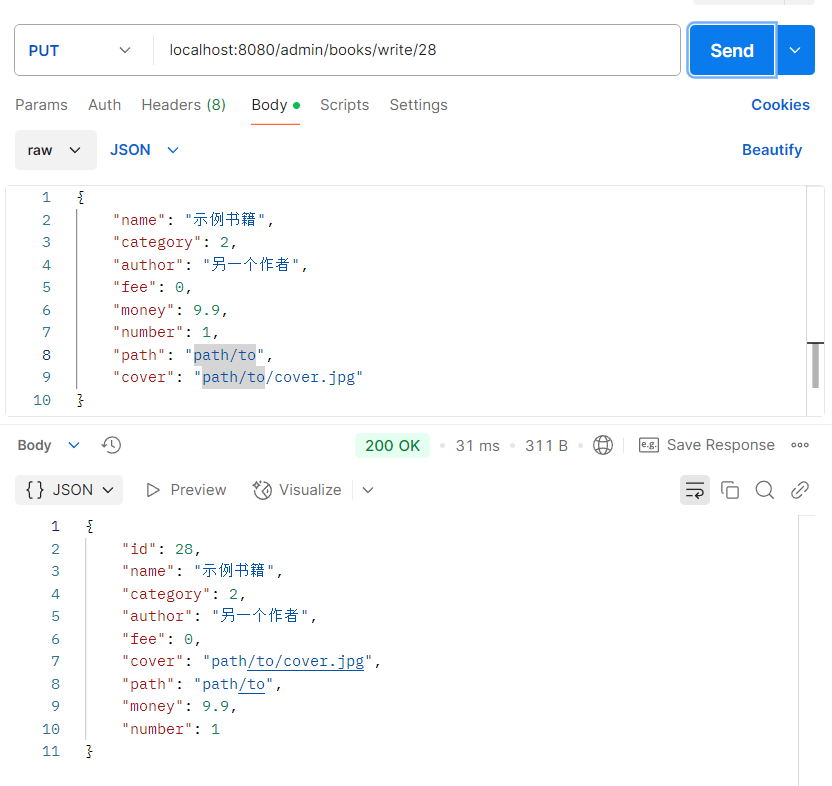 PUT localhost:8080/admin/books/write/28 Send
Params Auth Headers (8) Body Scripts Settings Cookies
raw JSON Beautify
1 {
2 "name": "示例书籍",
3 "category": 2,
4 "author": "另一个作者",
5 "fee": 0,
6 "money": 9.9,
7 "number": 1,
8 "path": "path/to",
9 "cover": "path/to/cover.jpg"
10 }
Body 200 OK 31 ms 311 B e.g. Save Response
{} JSON Preview Visualize
1 {
2 "id": 28,
3 "name": "示例书籍",
4 "category": 2,
5 "author": "另一个作者",
6 "fee": 0,
7 "cover": "path/to/cover.jpg",
8 "path": "path/to",
9 "money": 9.9,
10 "number": 1
11 }